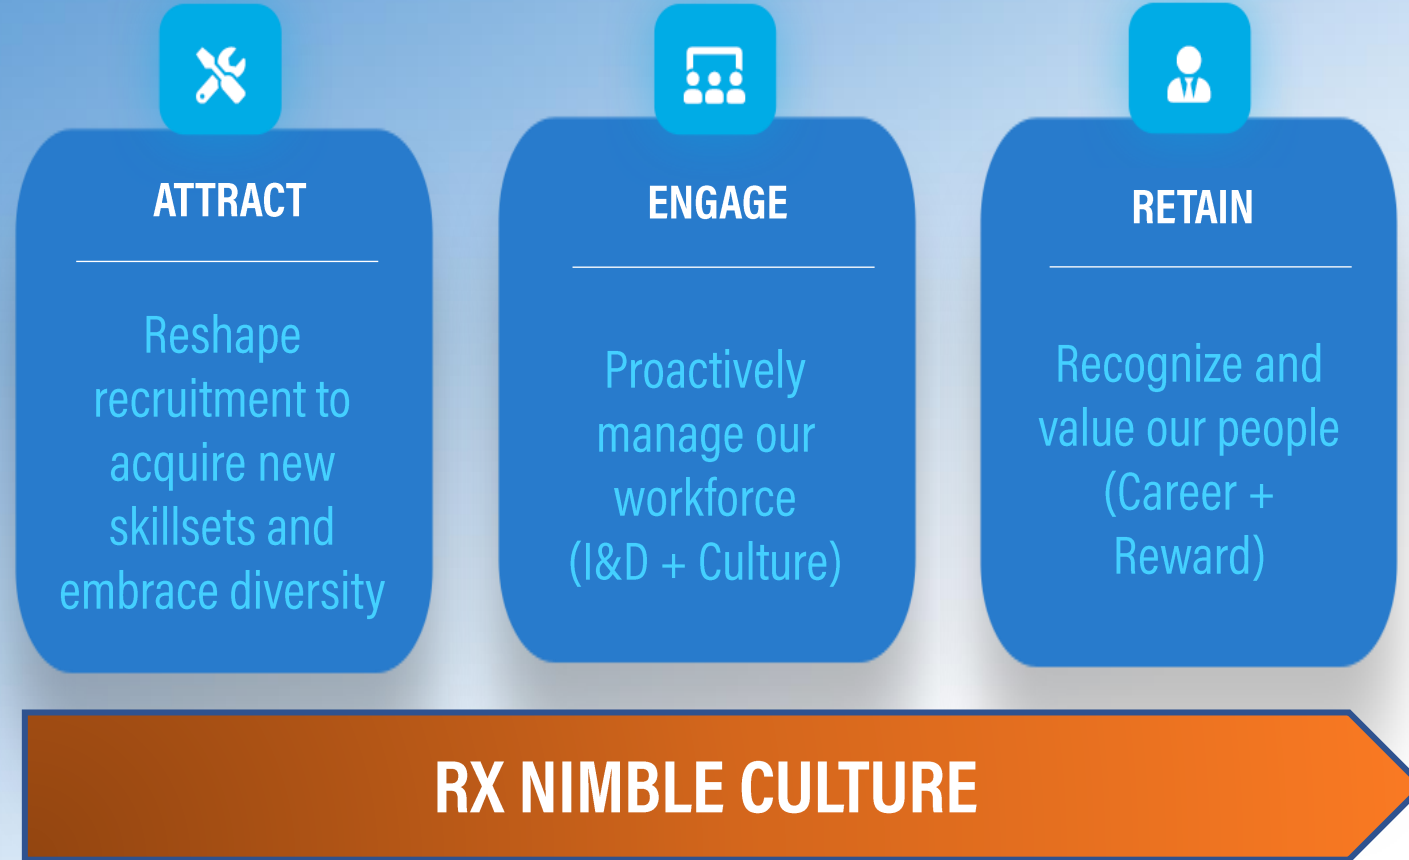 ATTRACT
Reshape
recruitment to
acquire new
skillsets and
embrace diversity
ENGAGE
Proactively
manage our
workforce
(I&D + Culture)
RETAIN
Recognize and
value our people
(Career +
Reward)
RX NIMBLE CULTURE